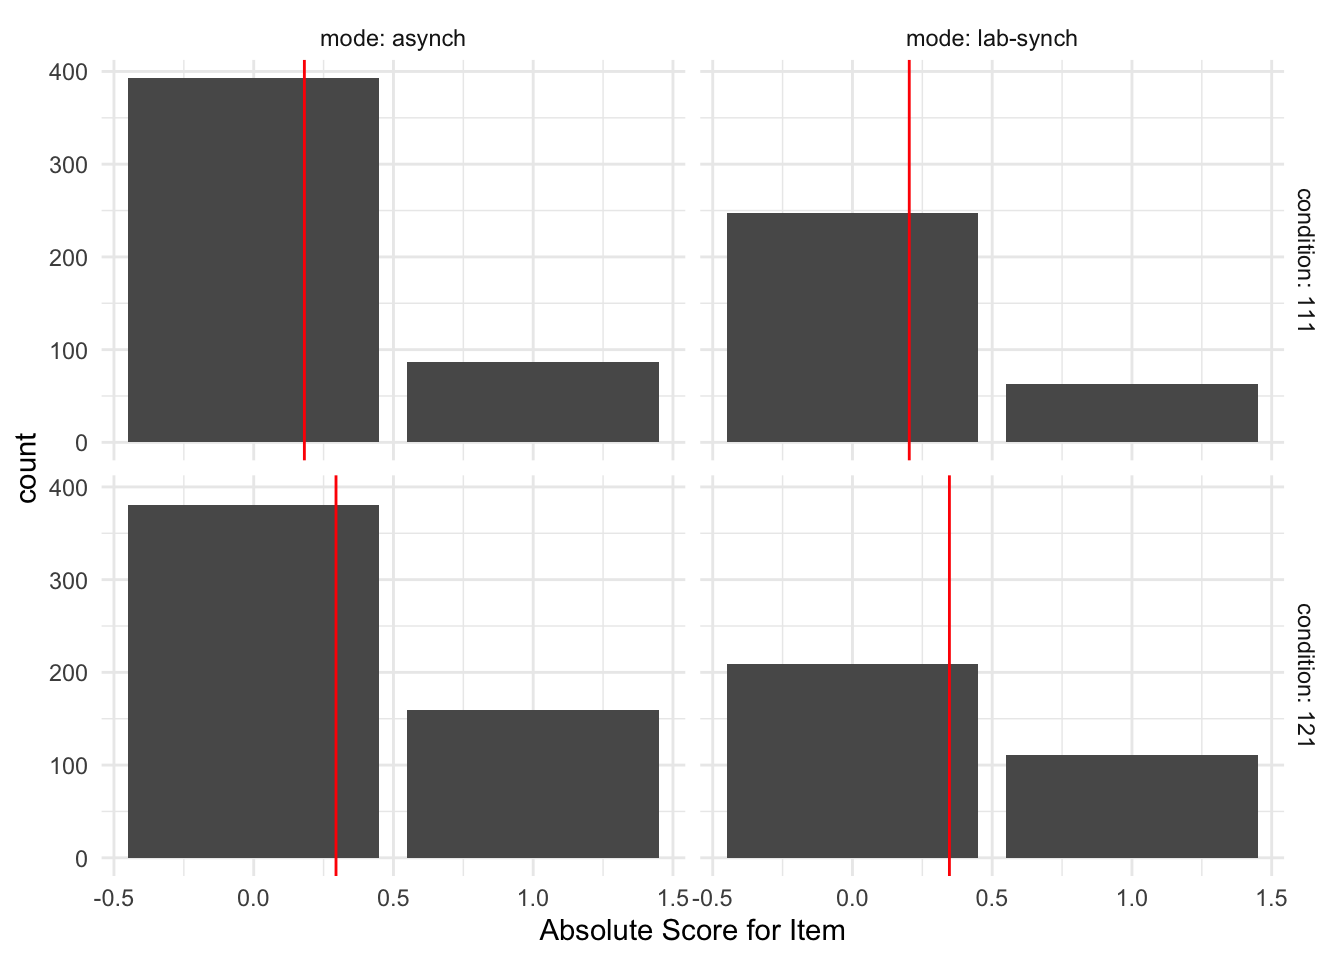 mode: asynch
mode: lab-synch
400
300
200
100
0
condition: 111
count
400
300
200
100
0
condition: 121
-0.5 0.0 0.5 1.0 1.5
-0.5 0.0 0.5 1.0 1.5
Absolute Score for Item